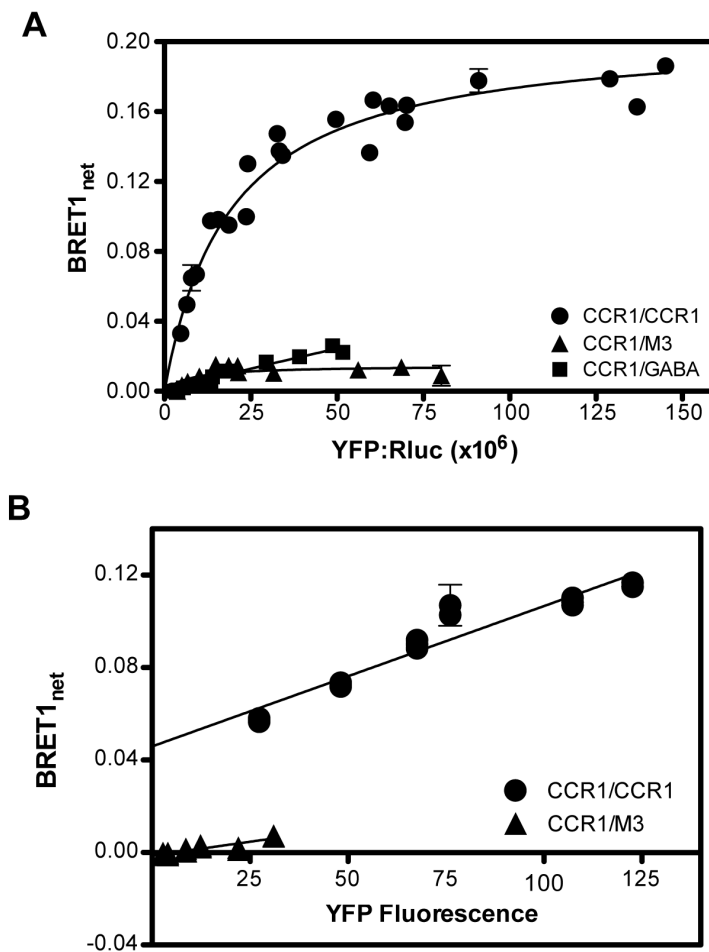 A
0.20
0.16
0.12
0.08
0.04
0.00
BRET1net
0
25
50
75
100
125
150
YFP:Rluc (x10⁶)
CCR1/CCR1
CCR1/M3
CCR1/GABA
B
0.12
0.08
0.04
0.00
-0.04
BRET1net
25
50
75
100
125
YFP Fluorescence
CCR1/CCR1
CCR1/M3